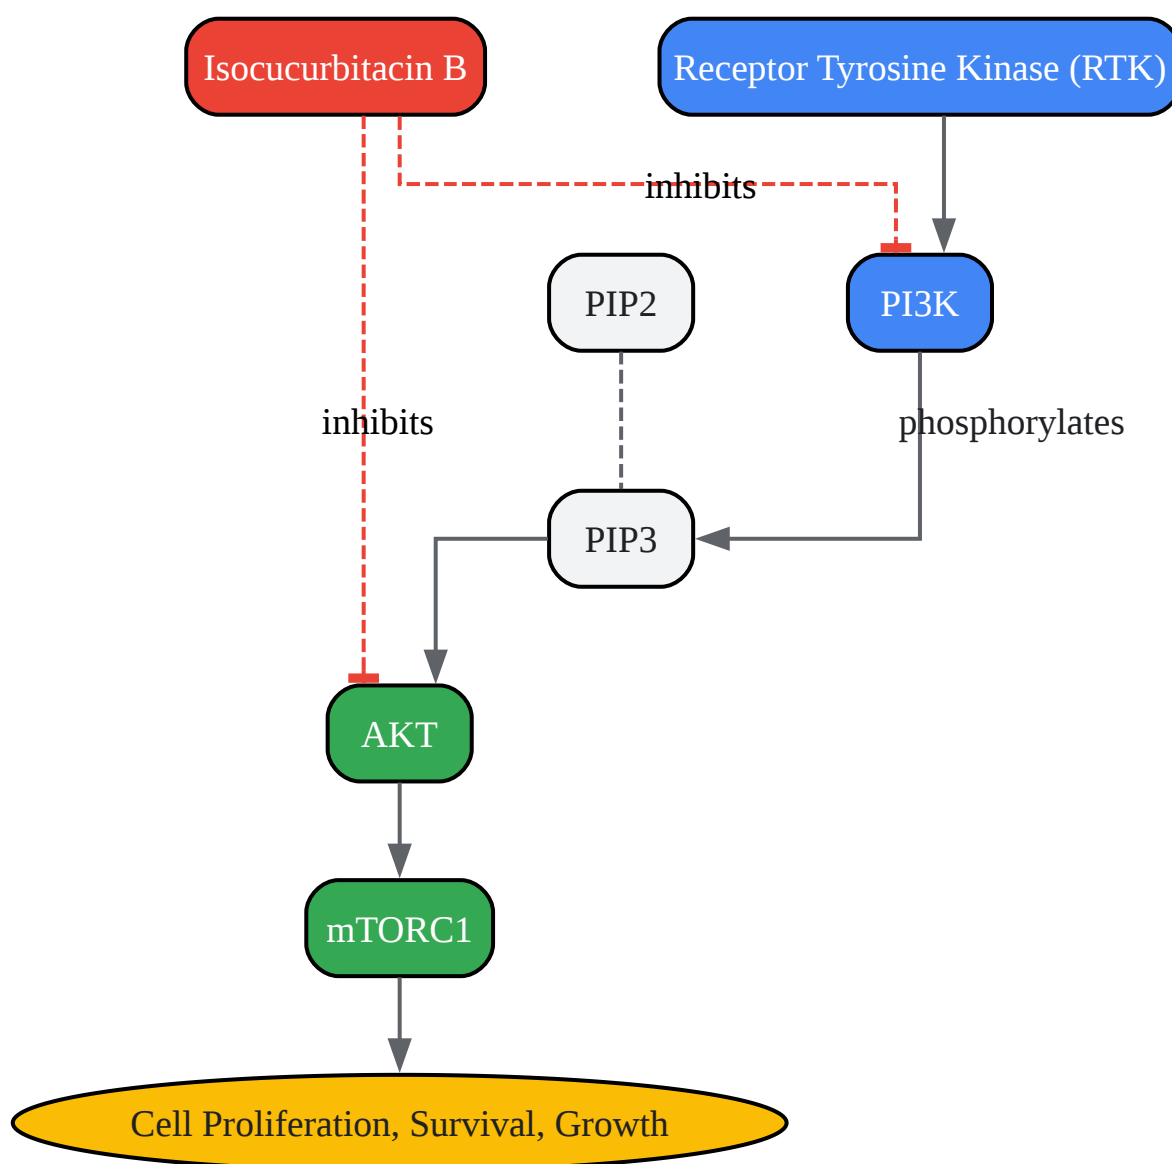 Isocucurbitacin B
Receptor Tyrosine Kinase (RTK)
inhibits
PIP2
PI3K
inhibits
phosphorylates
PIP3
AKT
mTORC1
Cell Proliferation, Survival, Growth